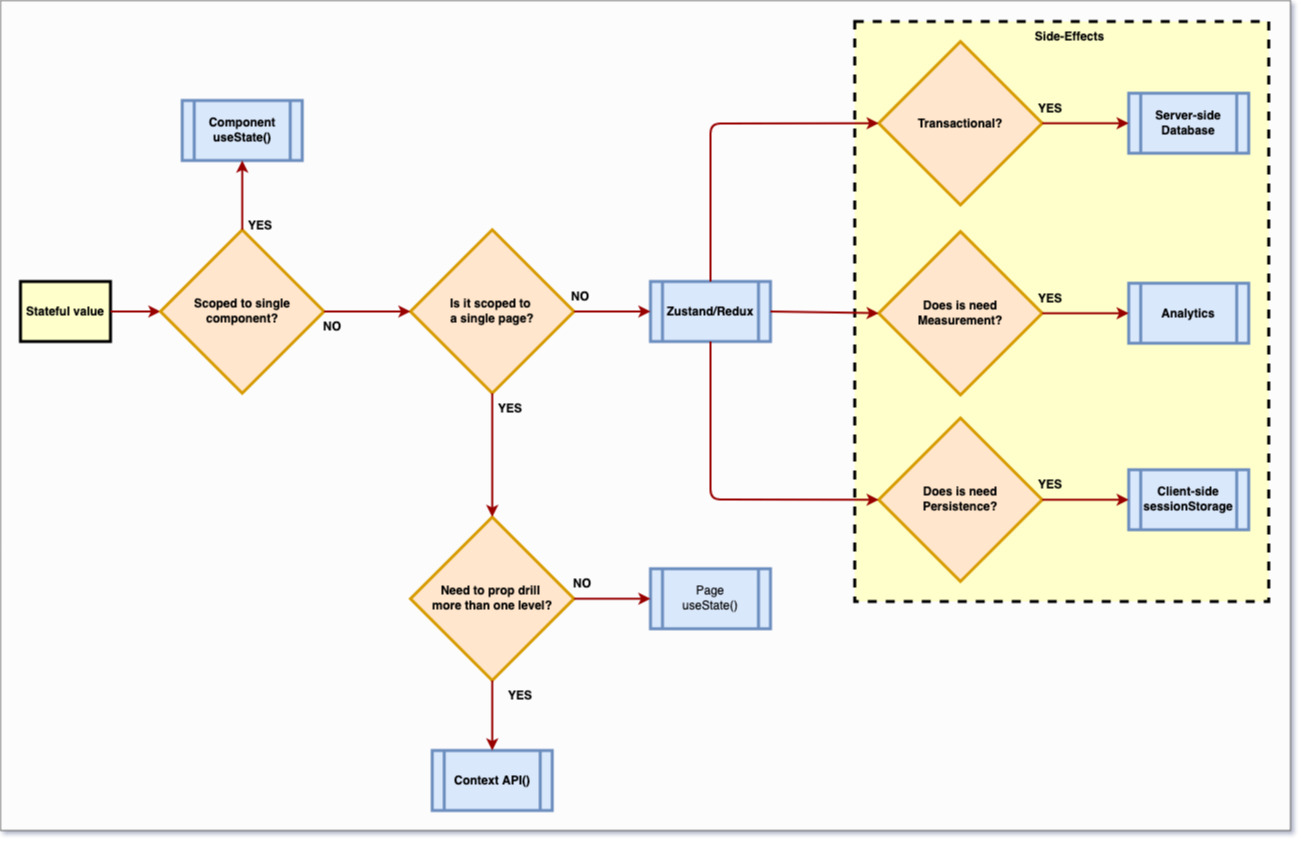 Side-Effects
Component
useState()
Transactional?
YES
Server-side
Database
YES
Stateful value
Scoped to single
component?
NO
Is it scoped to
a single page?
NO
Zustand/Redux
Does is need
Measurement?
YES
Analytics
YES
Does is need
Persistence?
YES
Client-side
sessionStorage
Need to prop drill
more than one level?
NO
Page
useState()
YES
Context API()